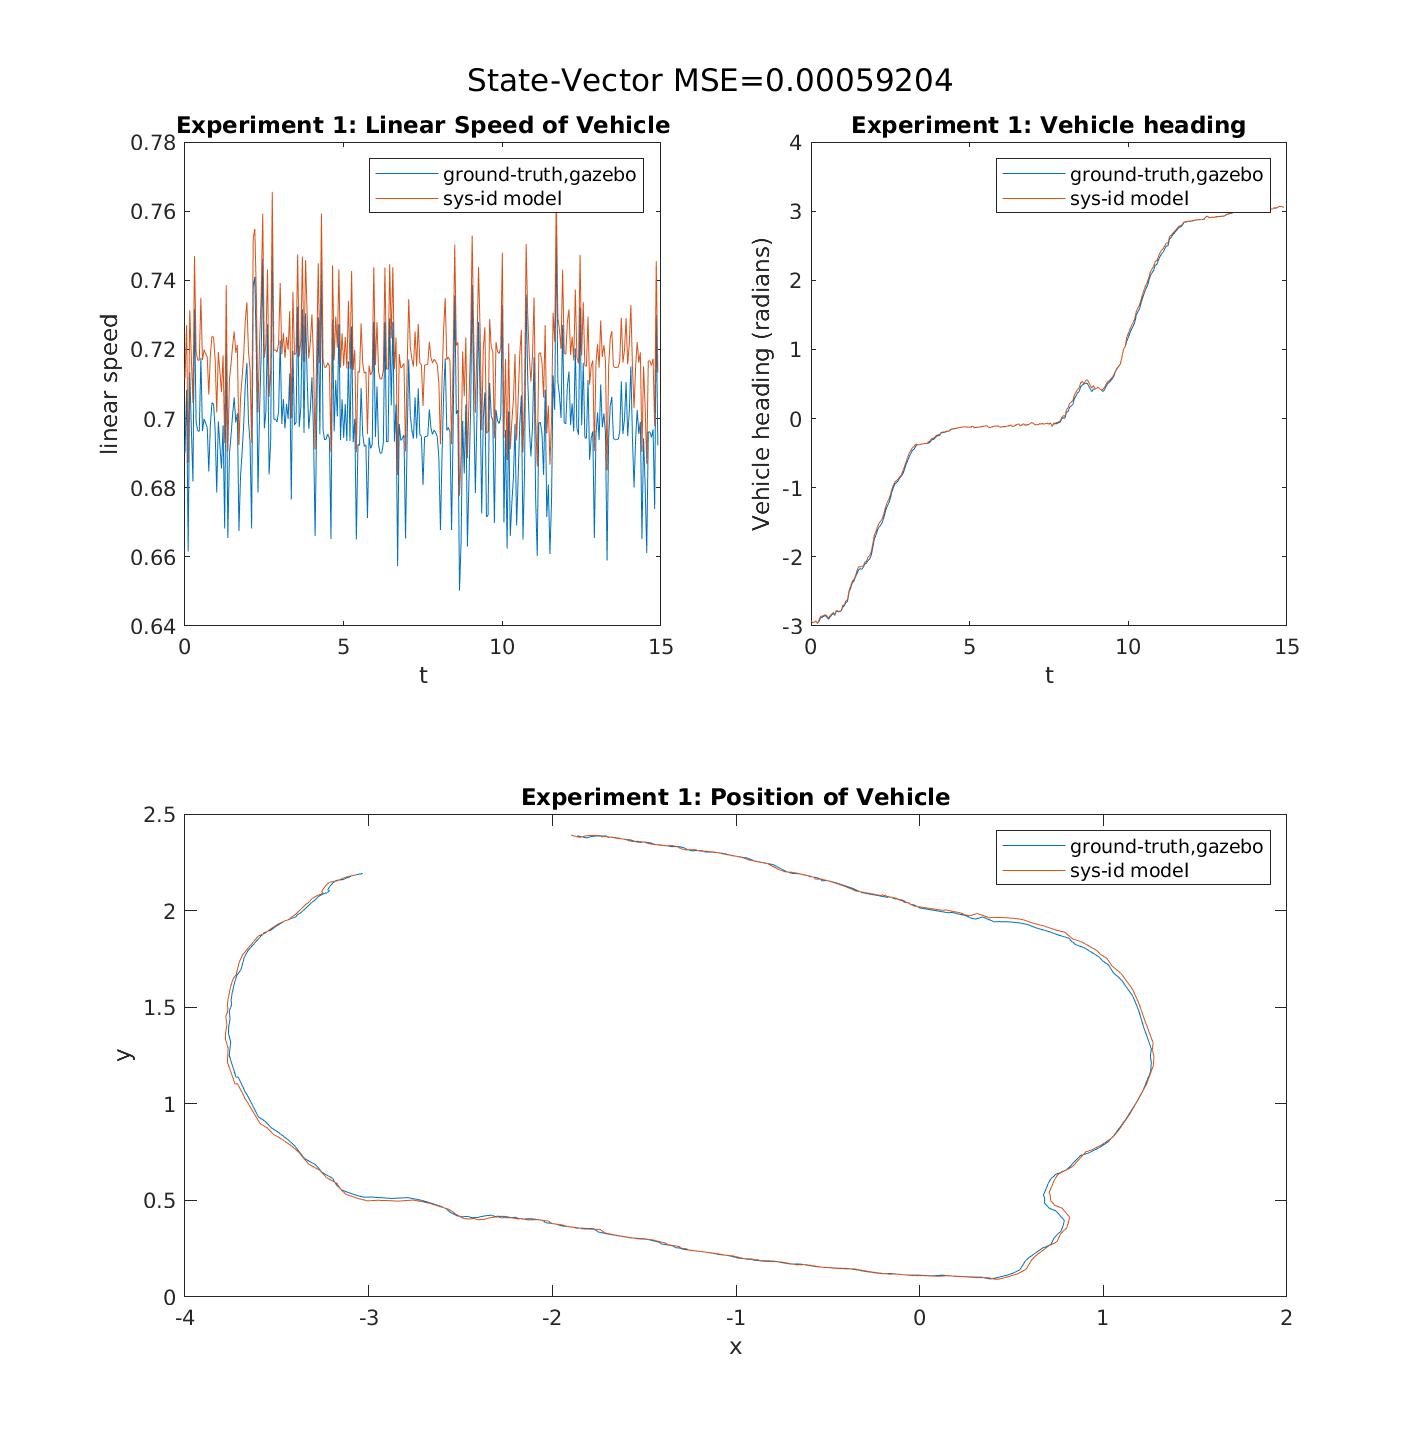 State-Vector MSE=0.00059204
Experiment 1: Linear Speed of Vehicle
0.78
0.76
0.74
0.72
0.7
0.68
0.66
0.64
linear speed
ground-truth,gazebo
sys-id model
0 5 10 15
t
Experiment 1: Vehicle heading
4
3
2
1
0
-1
-2
-3
Vehicle heading (radians)
ground-truth,gazebo
sys-id model
0 5 10 15
t
Experiment 1: Position of Vehicle
2.5
2
1.5
1
0.5
0
y
ground-truth,gazebo
sys-id model
-4 -3 -2 -1 0 1 2
x